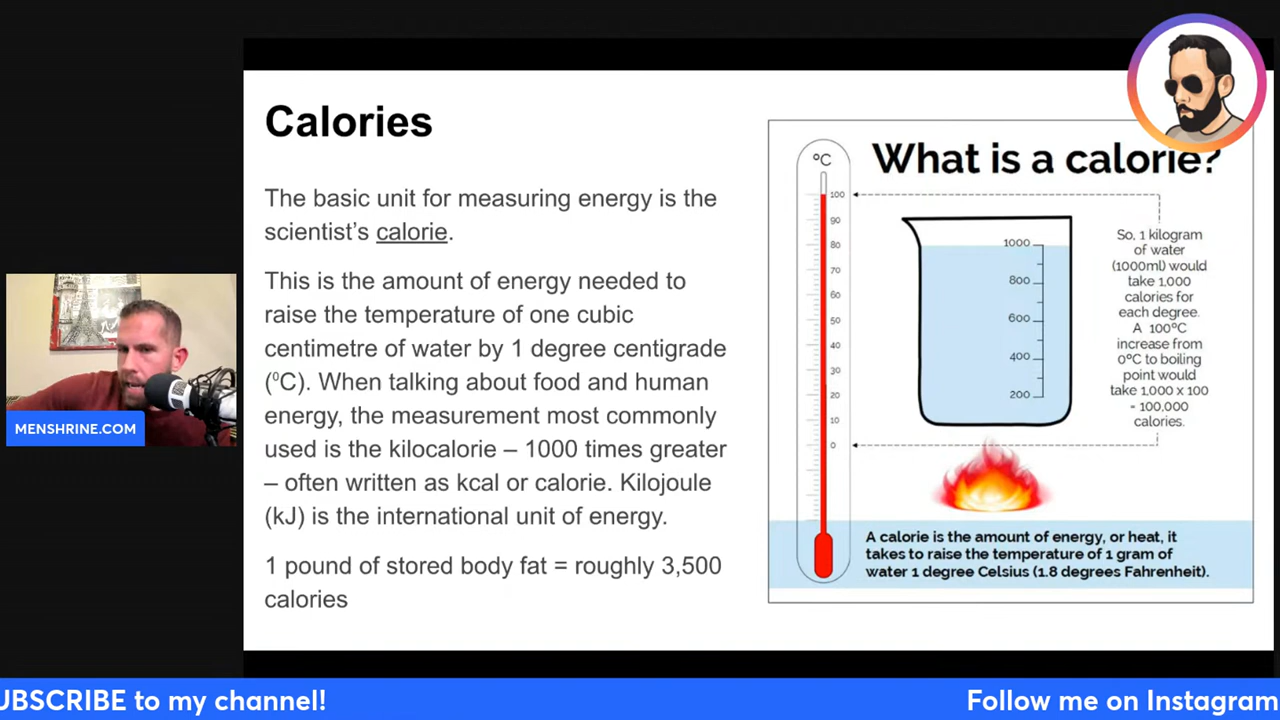 Calories
The basic unit for measuring energy is the
scientist's calorie.
This is the amount of energy needed to
raise the temperature of one cubic
centimetre of water by 1 degree centigrade
(⁰C). When talking about food and human
energy, the measurement most commonly
used is the kilocalorie – 1000 times greater
– often written as kcal or calorie. Kilojoule
(kJ) is the international unit of energy.
1 pound of stored body fat = roughly 3,500
calories
What is a calorie?
ºC
100
90
80
70
60
50
40
30
20
10
0
1000
800
600
400
200
So, 1 kilogram
of water
(1000ml) would
take 1,000
calories for
each degree.
A 100ºC
increase from
0ºC to boiling
point would
take 1,000 x 100
- 100,000
calories.
A calorie is the amount of energy, or heat, it
takes to raise the temperature of 1 gram of
water 1 degree Celsius (1.8 degrees Fahrenheit).
MENSHRINE.COM
UBSCRIBE to my channel!
Follow me on Instagram